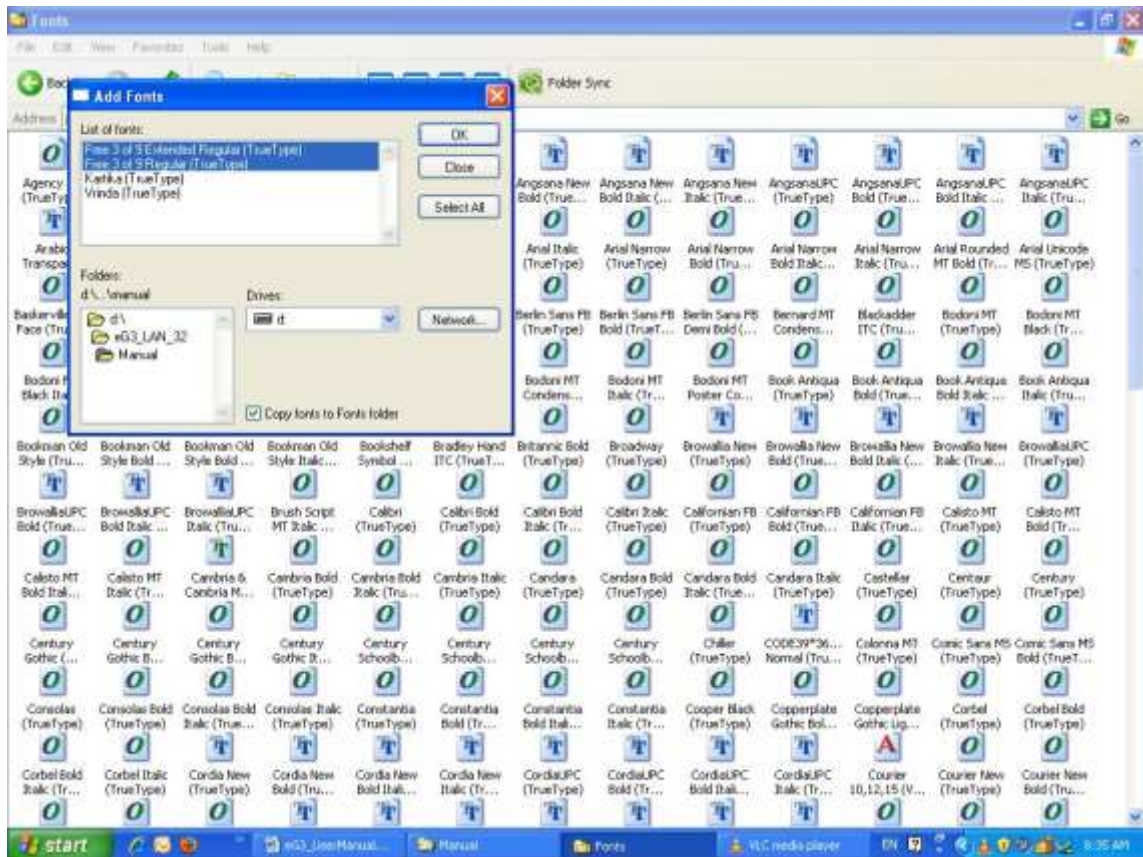 Fonts
File Edit View Favorites Tools Help
Back
Folder Sync
Address
Go
Add Fonts
List of fonts:
Free 3 of 9 Extended Regular (TrueType)
Free 3 of 9 Regular (TrueType)
Kartika (TrueType)
Vrinda (TrueType)
OK
Close
Select All
Folders:
d:\...\manual
Drives:
d:\
eG3_LAN_32
Manual
d:
Network...
Copy fonts to Fonts folder
Agency
(TrueTy
Angsana New Angsana New Angsana New AngsanaUPC AngsanaUPC AngsanaUPC AngsanaUPC
Bold (True... Bold Italic (... Italic (True... (TrueType) Bold (True... Bold Italic ... Italic (Tru...
Arabic
Transpa
Arial Italic Arial Narrow Arial Narrow Arial Narrow Arial Narrow Arial Rounded Arial Unicode
(TrueType) (TrueType) Bold (Tru... Bold Italic... Italic (Tru... MT Bold (Tr... MS (TrueType)
Baskerville
Face (Tru
Berlin Sans FB Berlin Sans FB Berlin Sans FB Bernard MT Blackadder Bodoni MT Bodoni MT
(TrueType) Bold (TrueT... Demi Bold (... Condens... ITC (Tru... (TrueType) Black (Tr...
Bodoni M
Black Ita
Bodoni MT Bodoni MT Bodoni MT Book Antiqua Book Antiqua Book Antiqua Book Antiqua
Condens... Italic (Tr... Poster Co... (TrueType) Bold (True... Bold Italic ... Italic (Tru...
Bookman Old Bookman Old Bookman Old Bookman Old Bookshelf Bradley Hand Britannic Bold Broadway Browallia New Browallia New Browallia New Browallia New BrowalliaUPC
Style (Tru... Style Bold ... Style Bold ... Style Italic... Symbol ... ITC (TrueT... (TrueType) (TrueType) (TrueType) Bold (True... Bold Italic (... Italic (True... (TrueType)
BrowalliaUPC BrowalliaUPC BrowalliaUPC Brush Script Calibri Calibri Bold Calibri Bold Calibri Italic Californian FB Californian FB Californian FB Calisto MT Calisto MT
Bold (True... Bold Italic ... Italic (Tru... MT Italic ... (TrueType) (TrueType) Italic (Tr... (TrueType) (TrueType) Bold (True... Italic (True... (TrueType) Bold (Tr...
Calisto MT Calisto MT Cambria & Cambria Bold Cambria Bold Cambria Italic Candara Candara Bold Candara Bold Candara Italic Castellar Centaur Century
Bold Itali... Italic (Tr... Cambria M... (TrueType) Italic (Tru... (TrueType) (TrueType) (TrueType) Italic (True... (TrueType) (TrueType) (TrueType) (TrueType)
Century Century Century Century Century Century Century Century Chiller CODE39"36... Colonna MT Comic Sans MS Comic Sans MS
Gothic (... Gothic B... Gothic B... Gothic It... Schoolb... Schoolb... Schoolb... Schoolb... (TrueType) Normal (Tru... (TrueType) (TrueType) Bold (TrueT...
Consolas Consolas Bold Consolas Bold Consolas Italic Constantia Constantia Constantia Constantia Cooper Black Copperplate Copperplate Corbel Corbel Bold
(TrueType) (TrueType) Italic (True... (TrueType) (TrueType) Bold (Tr... Bold Itali... Italic (Tr... (TrueType) Gothic Bol... Gothic Lig... (TrueType) (TrueType)
Corbel Bold Corbel Italic Cordia New Cordia New Cordia New Cordia New CordiaUPC CordiaUPC CordiaUPC CordiaUPC Courier Courier New Courier New
Italic (Tr... (TrueType) (TrueType) Bold (Tru... Bold Itali... Italic (Tr... (TrueType) Bold (Tr... Bold Itali... Italic (Tr... 10,12,15 (V... (TrueType) Bold (Tru...
start
eG3_UserManual... Manual Fonts VLC media player EN 8:35 AM